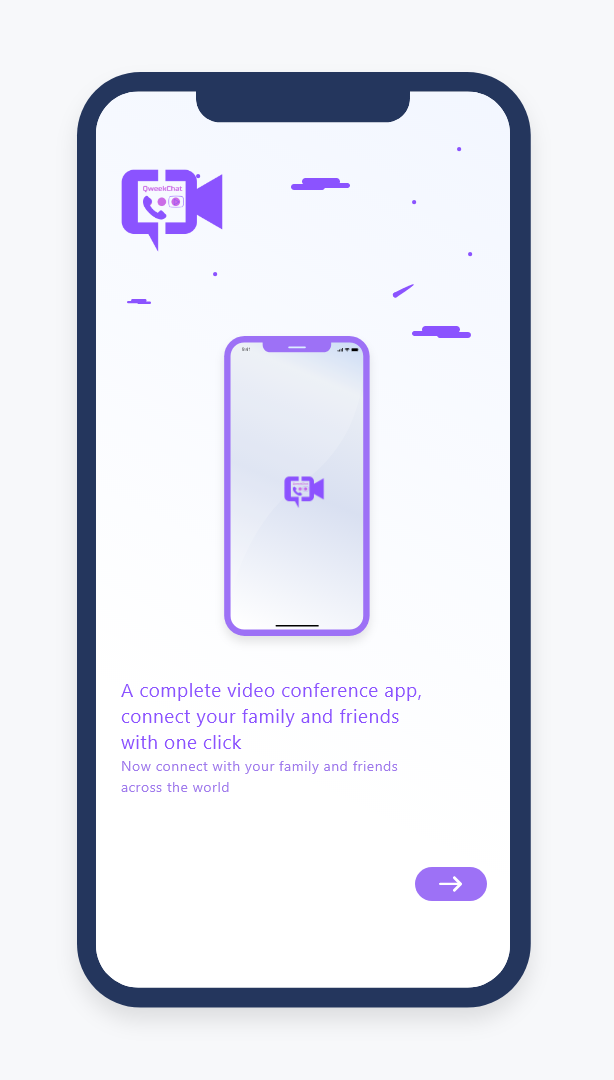 QweekChat
9:41
A complete video conference app,
connect your family and friends
with one click
Now connect with your family and friends
across the world